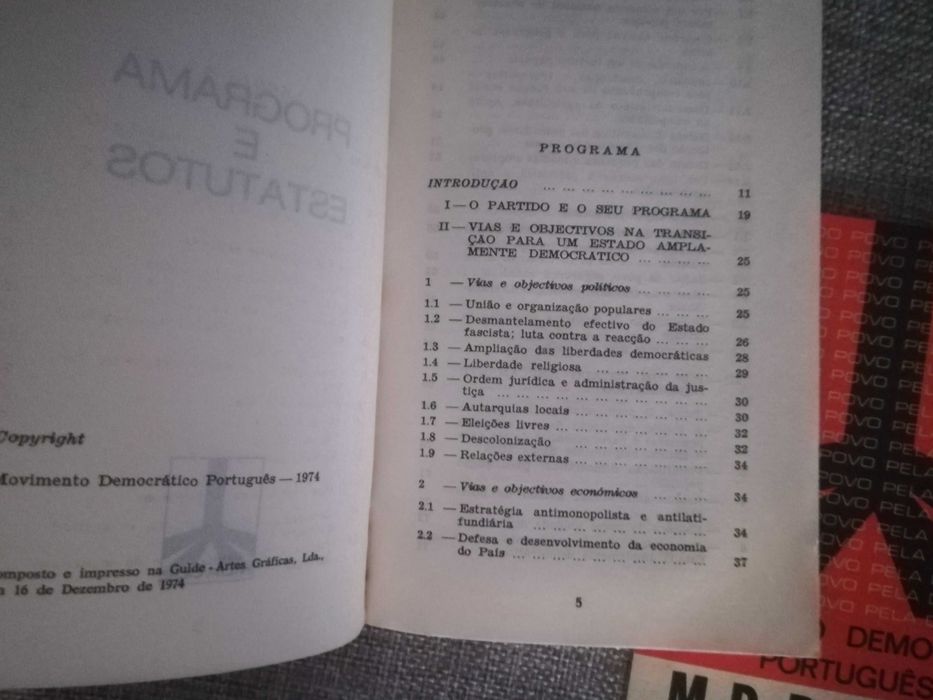 PROGRAMA
E
ESTATUTOS
Copyright
Movimento Democrático Português — 1974
omposto e impresso na Guide - Artes Gráficas, Lda.,
16 de Dezembro de 1974
PROGRAMA
INTRODUÇÃO ... ... ... ... ... ... ... ... ... 11
I — O PARTIDO E O SEU PROGRAMA 19
II — VIAS E OBJECTIVOS NA TRANSI-
ÇÃO PARA UM ESTADO AMPLA-
MENTE DEMOCRÁTICO ... ... ... ... 25
1 — Vias e objectivos políticos ... ... ... ... 25
1.1 — União e organização populares ... ... ... 25
1.2 — Desmantelamento efectivo do Estado
fascista; luta contra a reacção ... ... ... 26
1.3 — Ampliação das liberdades democráticas 28
1.4 — Liberdade religiosa ... ... ... ... ... ... 29
1.5 — Ordem jurídica e administração da jus-
tiça ... ... ... ... ... ... ... ... ... ... 30
1.6 — Autarquias locais ... ... ... ... ... ... ... 30
1.7 — Eleições livres ... ... ... ... ... ... ... ... 32
1.8 — Descolonização ... ... ... ... ... ... ... 32
1.9 — Relações externas ... ... ... ... ... ... ... 34
2 — Vias e objectivos económicos ... ... ... 34
2.1 — Estratégia antimonopolista e antilati-
fundiária ... ... ... ... ... ... ... ... ... 34
2.2 — Defesa e desenvolvimento da economia
do País ... ... ... ... ... ... ... ... ... ... 37
5
POVO
POVO PE
POVO PELA
POVO PELA
DEMO
PORTUGUÊS
M D